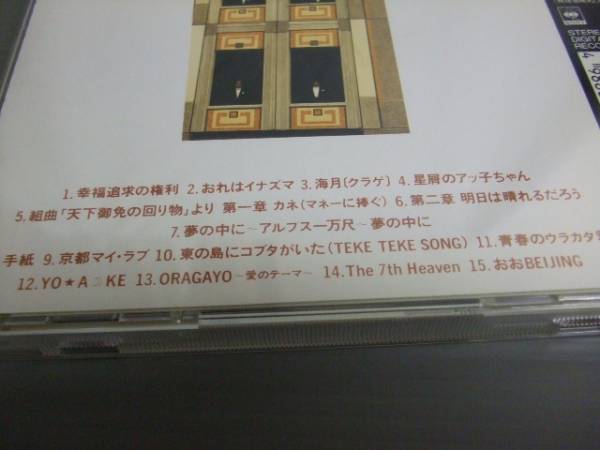 STEREO
DIGITAL
RECO
1. 幸福追求の権利 2. おれはイナズマ 3. 海月(クラゲ) 4. 星屑のアッ子ちゃん
5. 組曲「天下御免の回り物」より 第一章 カネ(マネーに捧ぐ) 6. 第二章 明日は晴れるだろう
7. 夢の中に～アルプス一万尺～夢の中に
手紙 9. 京都マイ・ラブ 10. 東の島にコブタがいた(TEKE TEKE SONG) 11. 青春のウラカタ
12. YO★A⊃KE 13. ORAGAYO～愛のテーマ～ 14. The 7th Heaven 15. おおBEIJING